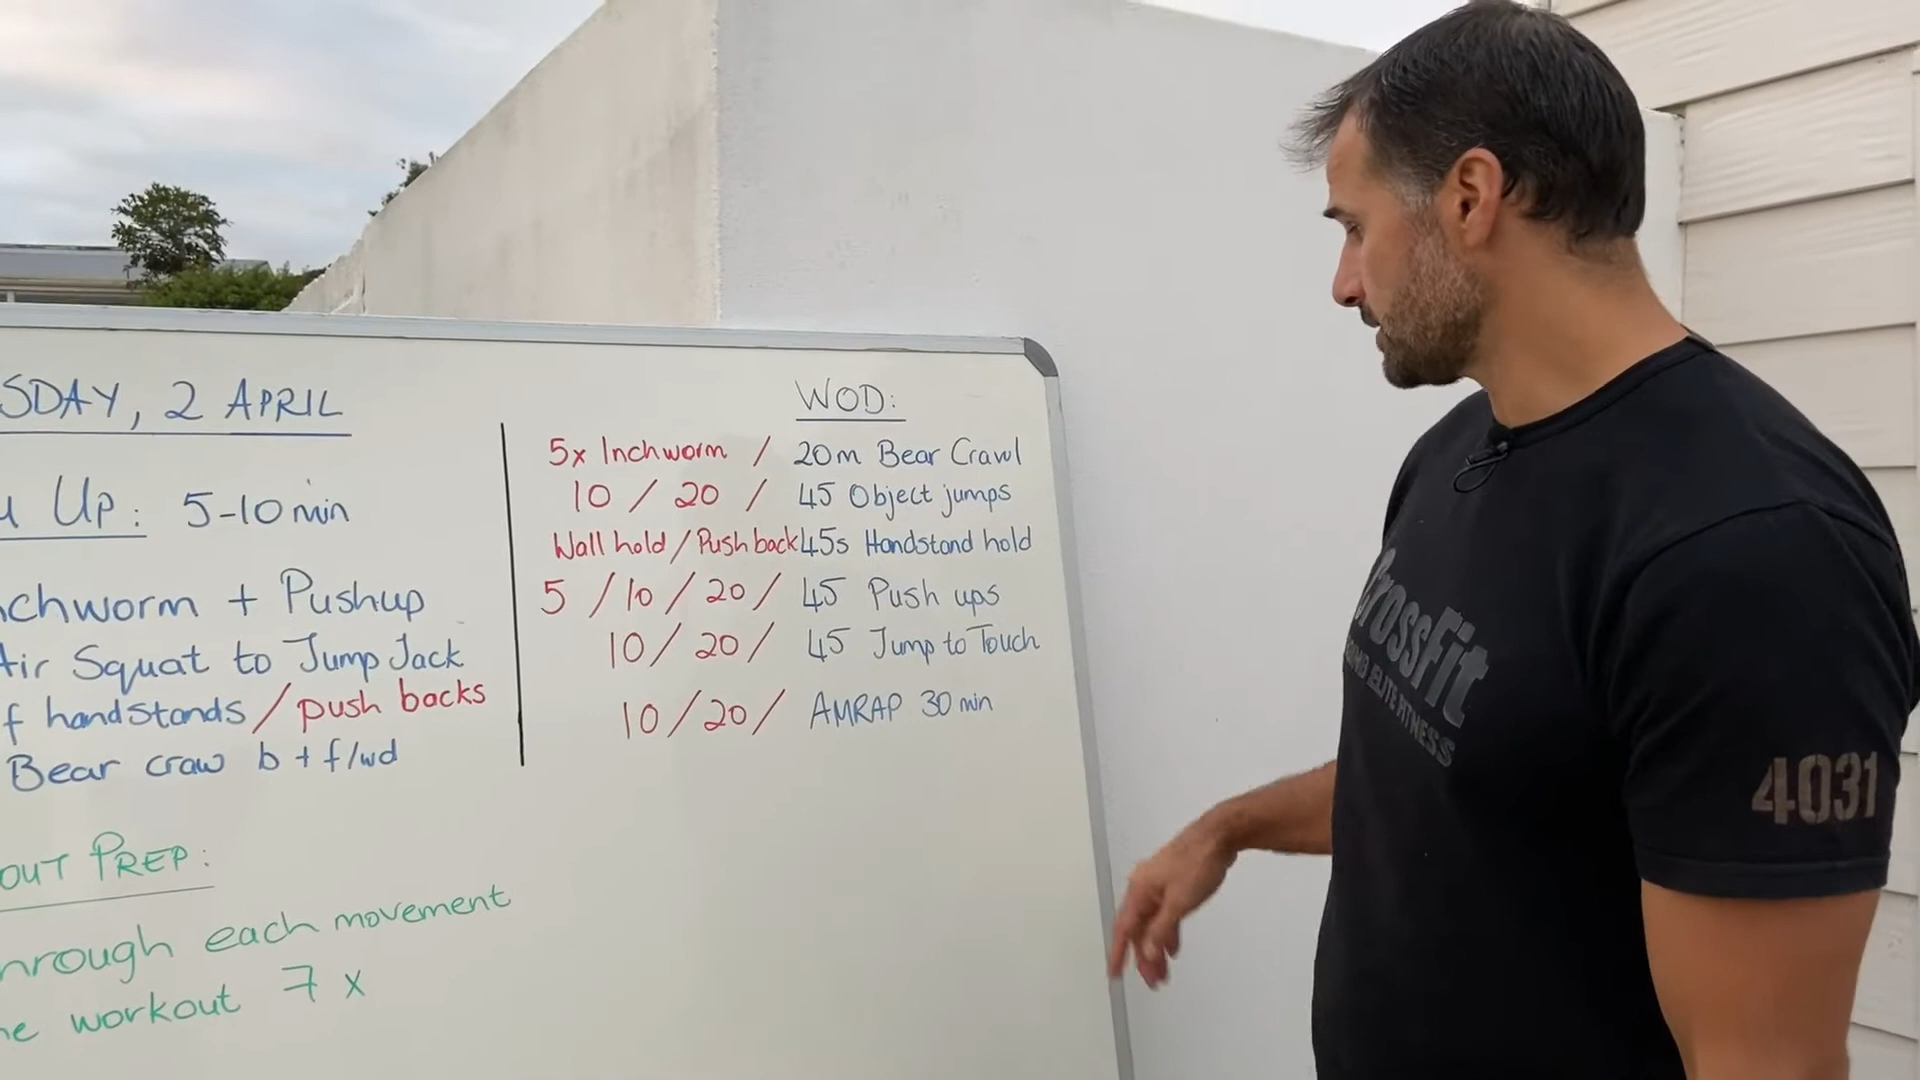 SDAY, 2 APRIL
Up: 5-10 min
nchworm + Pushup
Air Squat to Jump Jack
f handstands / push backs
Bear craw b + f/wd
OUT PREP:
hrough each movement
he workout 7 x
WOD:
5x Inchworm / 20m Bear Crawl
10 / 20 / 45 Object jumps
Wall hold / Push back 45s Handstand hold
5 / 10 / 20 / 45 Push ups
10 / 20 / 45 Jump to Touch
10 / 20 / AMRAP 30 min
CrossFit
ELITE FITNESS
4031